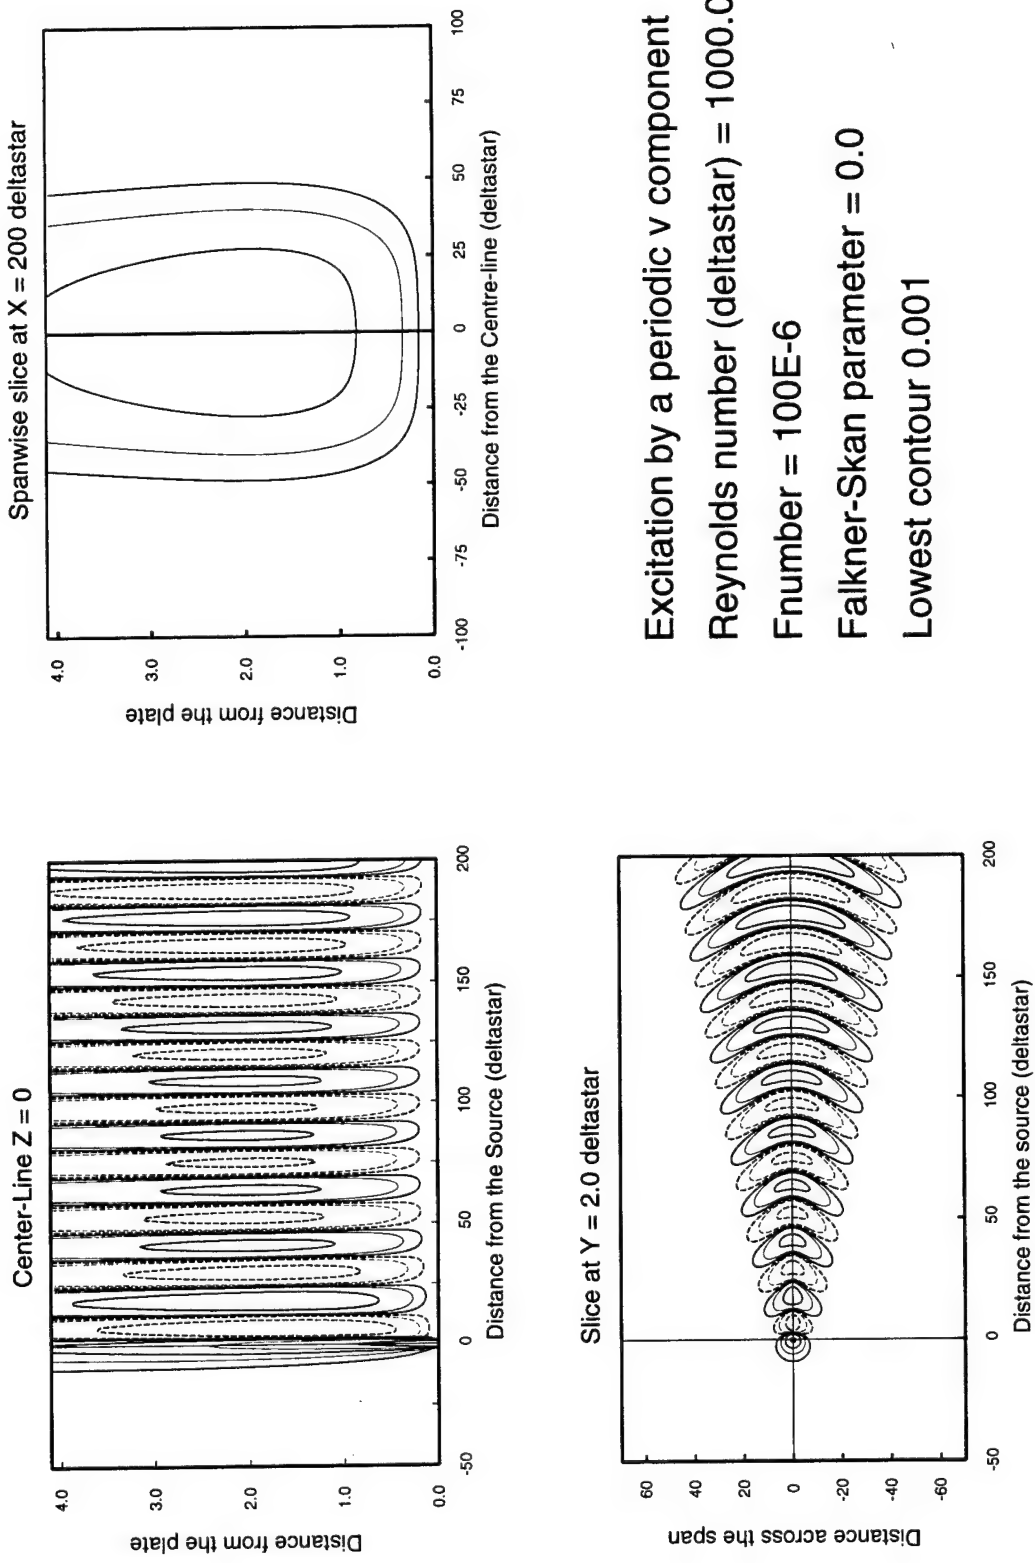 Center-Line Z = 0
4.0
3.0
2.0
1.0
0.0
Distance from the plate
-50
0
50
100
150
200
Distance from the Source (deltastar)
Spanwise slice at X = 200 deltastar
4.0
3.0
2.0
1.0
0.0
Distance from the plate
-100
-75
-50
-25
0
25
50
75
100
Distance from the Centre-line (deltastar)
Slice at Y = 2.0 deltastar
60
40
20
0
-20
-40
-60
Distance across the span
-50
0
50
100
150
200
Distance from the source (deltastar)
Excitation by a periodic v component
Reynolds number (deltastar) = 1000.0
Fnumber = 100E-6
Falkner-Skan parameter = 0.0
Lowest contour 0.001